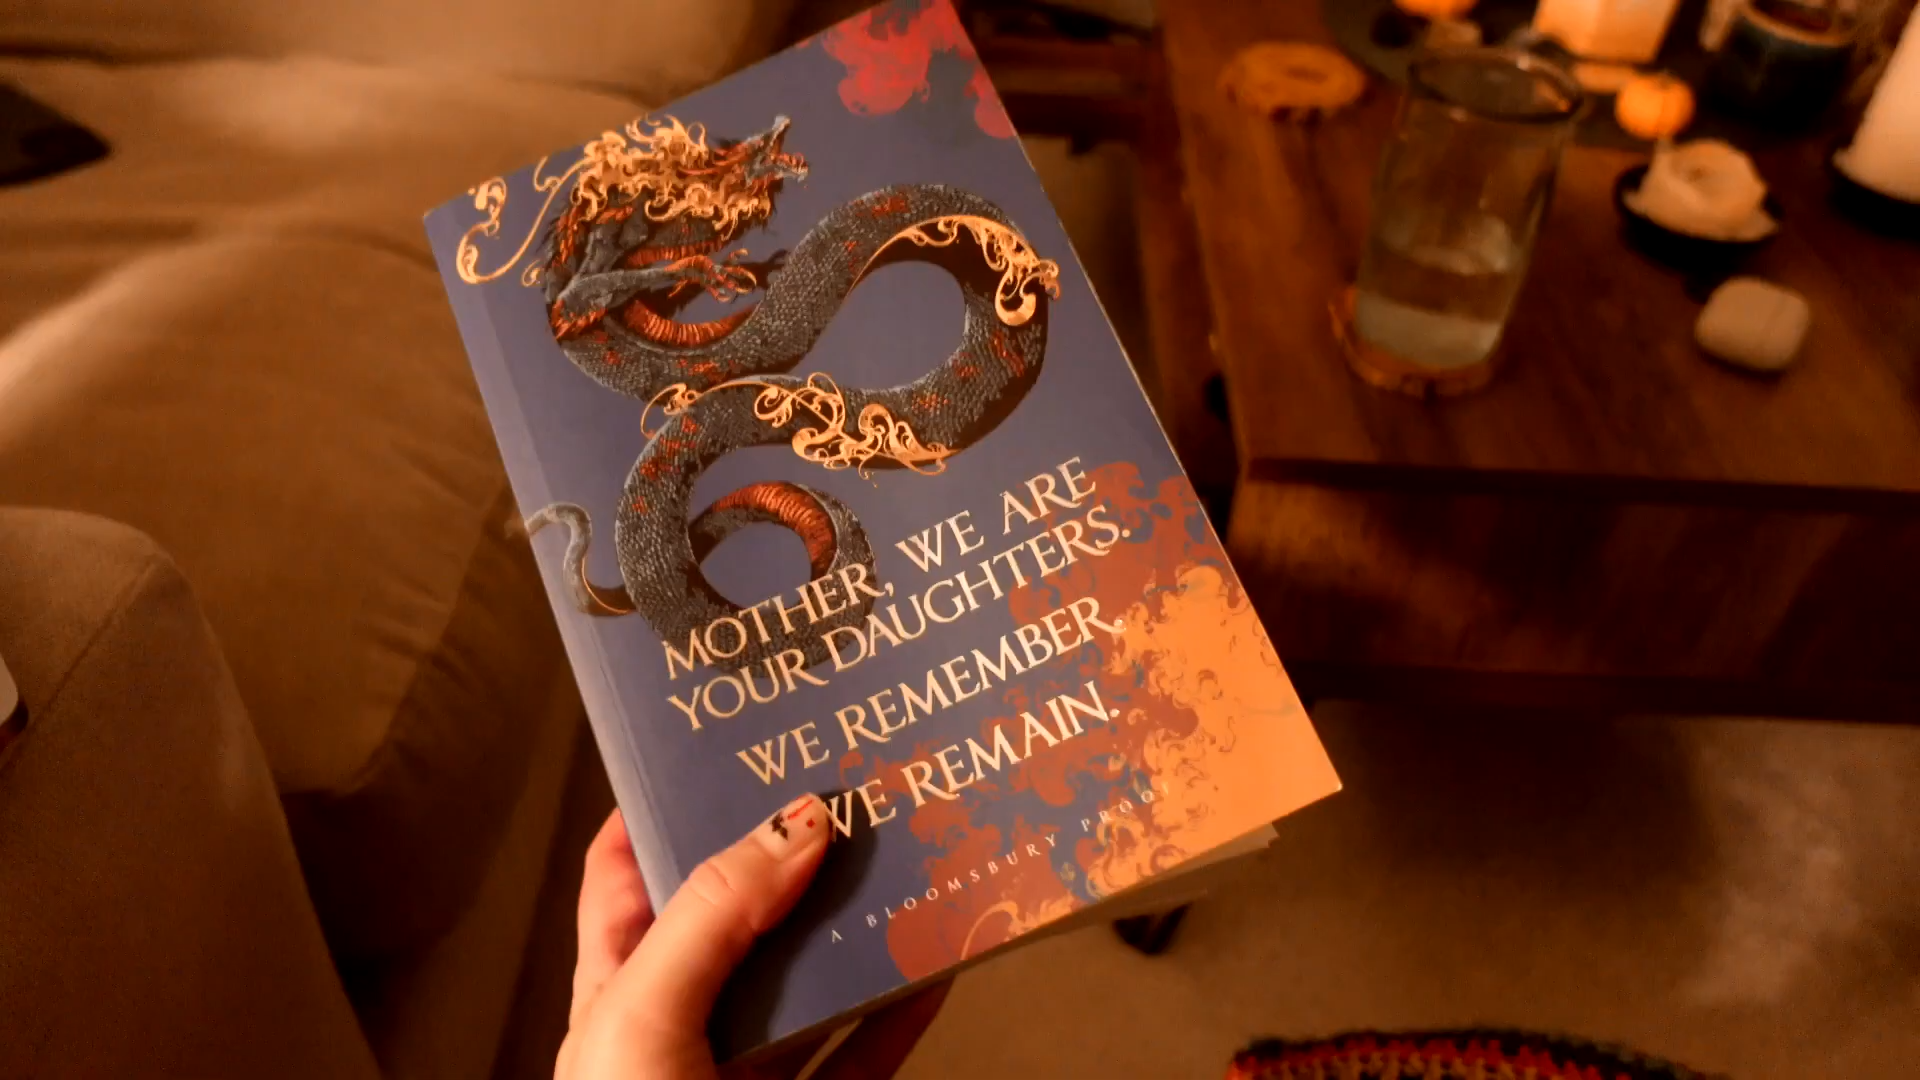 MOTHER, WE ARE
YOUR DAUGHTERS.
WE REMEMBER.
WE REMAIN.
A BLOOMSBURY PROOF